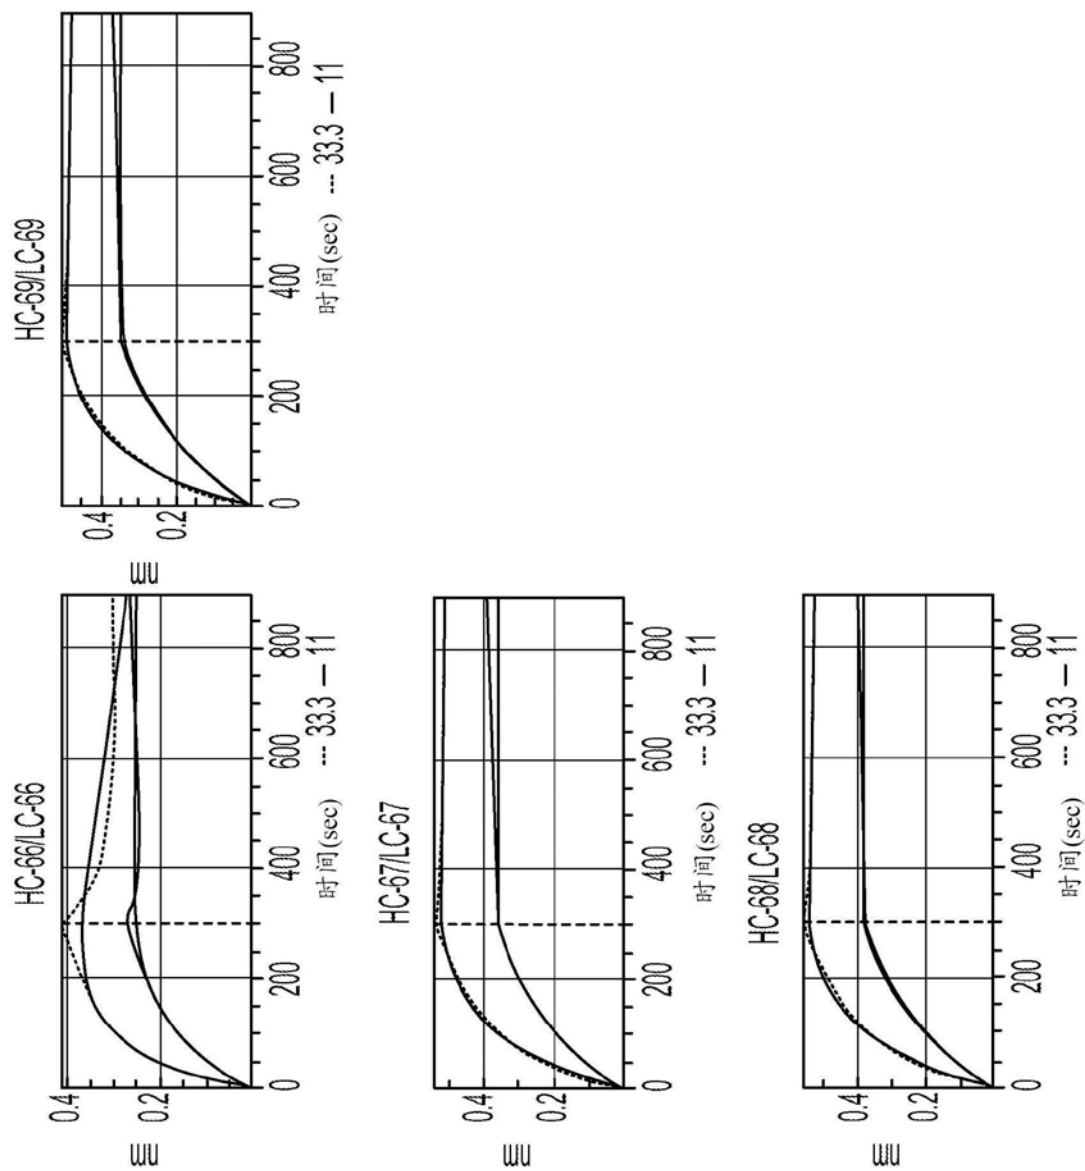 HC-66/LC-66
nm
0.4
0.2
0 200 400 600 800
时间(sec) --- 33.3 — 11
HC-69/LC-69
nm
0.4
0.2
0 200 400 600 800
时间(sec) --- 33.3 — 11
HC-67/LC-67
nm
0.4
0.2
0 200 400 600 800
时间(sec) --- 33.3 — 11
HC-68/LC-68
nm
0.4
0.2
0 200 400 600 800
时间(sec) --- 33.3 — 11